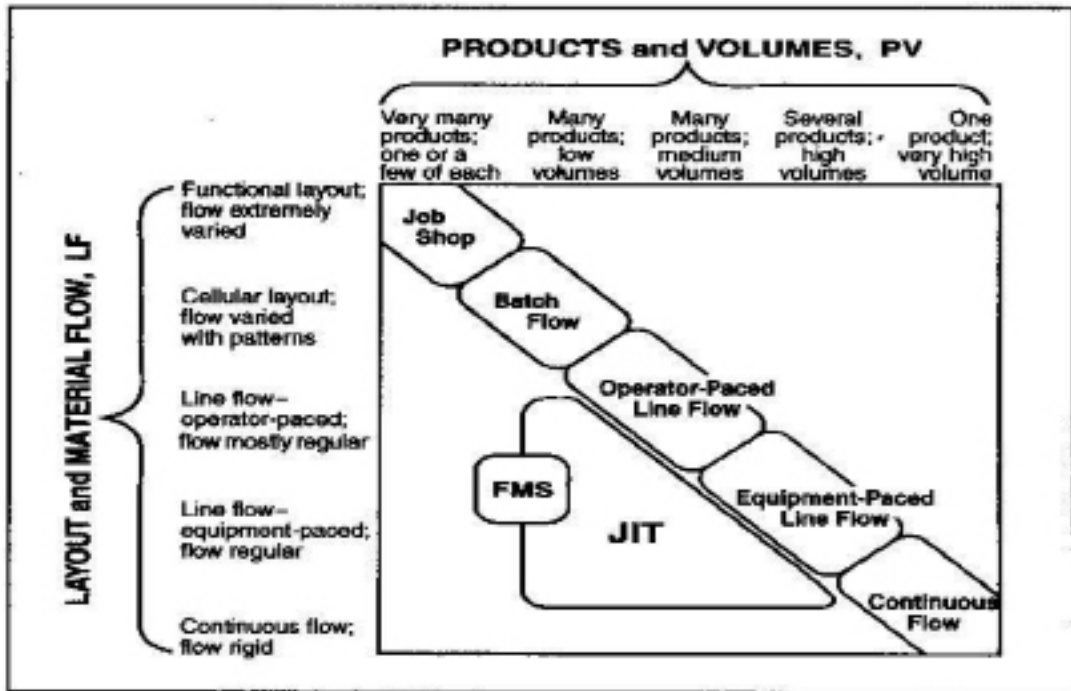 PRODUCTS and VOLUMES, PV
Very many
products;
one or a
few of each
Many
products;
low
volumes
Many
products;
medium
volumes
Several
products;
high
volumes
One
product;
very high
volume
LAYOUT and MATERIAL FLOW, LF
Functional layout;
flow extremely
varied
Cellular layout;
flow varied
with patterns
Line flow–
operator-paced;
flow mostly regular
Line flow–
equipment-paced;
flow regular
Continuous flow;
flow rigid
Job
Shop
Batch
Flow
Operator-Paced
Line Flow
FMS
JIT
Equipment-Paced
Line Flow
Continuous
Flow